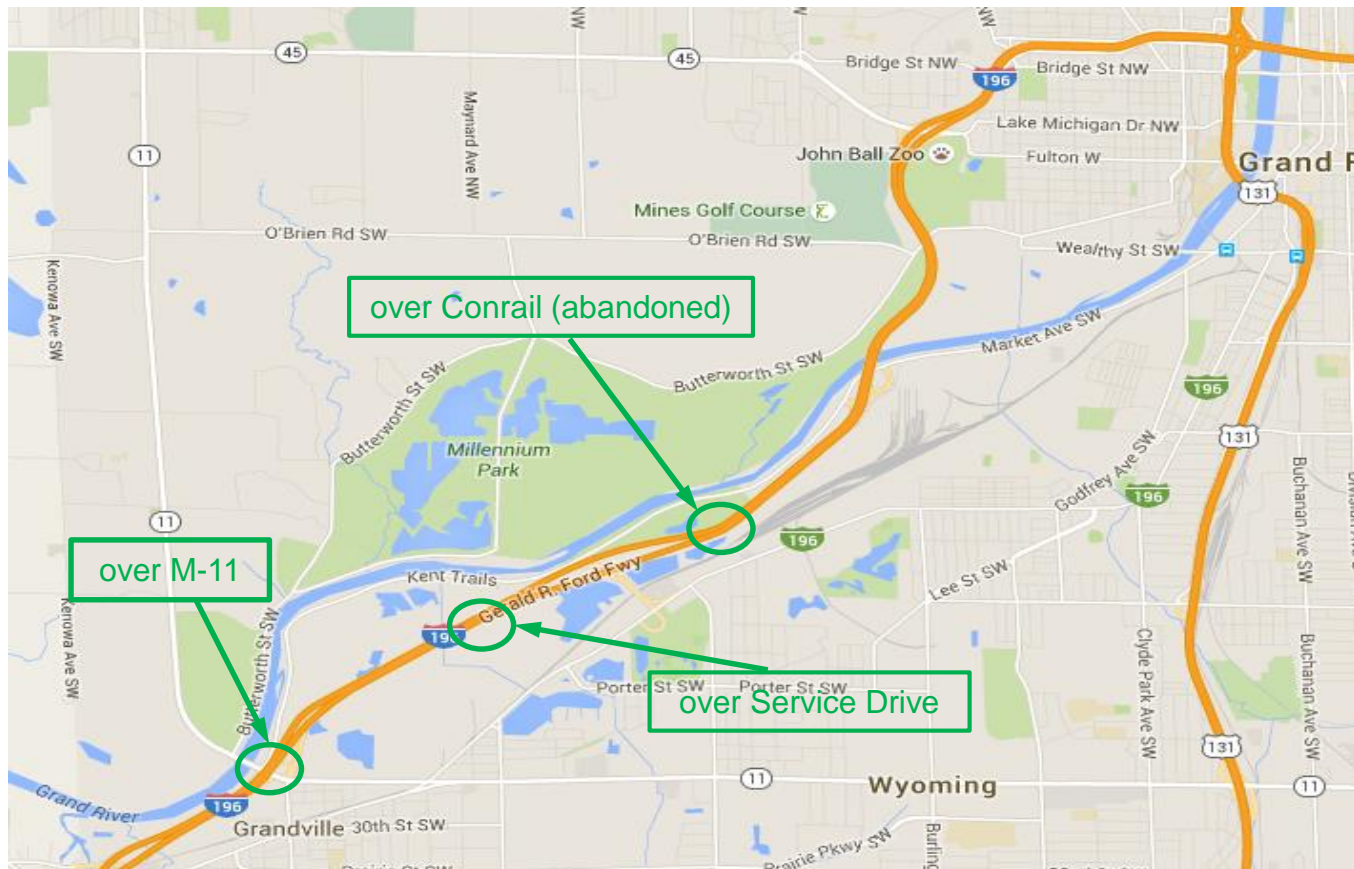 45
NW
NW
Bridge St NW
Bridge St NW
45
196
Maynard Ave NW
Lake Michigan Dr NW
11
John Ball Zoo
Fulton W
Grand R
131
Mines Golf Course
O'Brien Rd SW
O'Brien Rd SW
Wealthy St SW
Kenowa Ave SW
over Conrail (abandoned)
Market Ave SW
Butterworth St SW
Butterworth St SW
196
131
Millennium
Park
Godfrey Ave SW
196
Buchanan Ave SW
11
196
over M-11
Kent Trails
Gerald R. Ford Fwy
Lee St SW
Kenowa Ave SW
Butterworth St SW
196
Clyde Park Ave SW
Buchanan Ave SW
Porter St SW
Porter St SW
over Service Drive
131
11
Wyoming
11
Grand River
196
Grandville
30th St SW
Burling
Prairie Pkwy SW